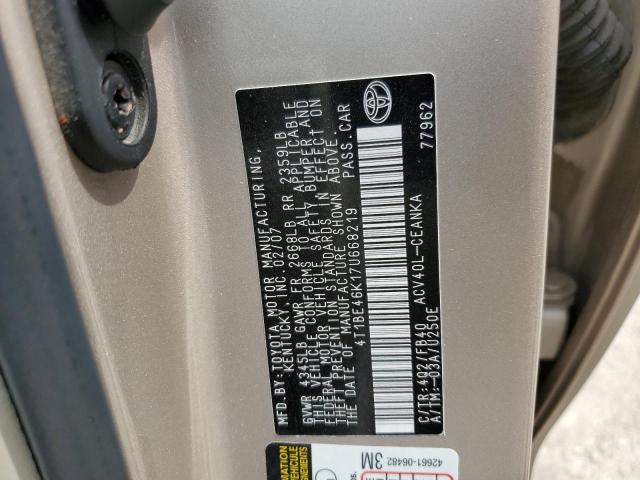 MFD.BY:TOYOTA MOTOR MANUFACTURING,
KENTUCKY,INC 02/07
GVWR 4345LB GAWR FR 2668LB RR 2359LB
THIS VEHICLE CONFORMS TO ALL APPLICABLE
FEDERAL MOTOR VEHICLE SAFETY BUMPER,AND
THEFT PREVENTION STANDARDS IN EFFECT ON
THE DATE OF MANUFACTURE SHOWN ABOVE.
4T1BE46K17U668219 PASS.CAR
C/TR:4Q2/FB40 ACV40L-CEANKA
A/TM:-03A/U250E 77962
42661-06482
3M